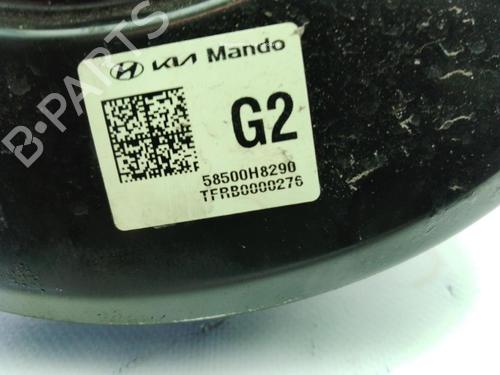 KIA Mando
G2
58500H8290
TFRB0000276
B-PARTS